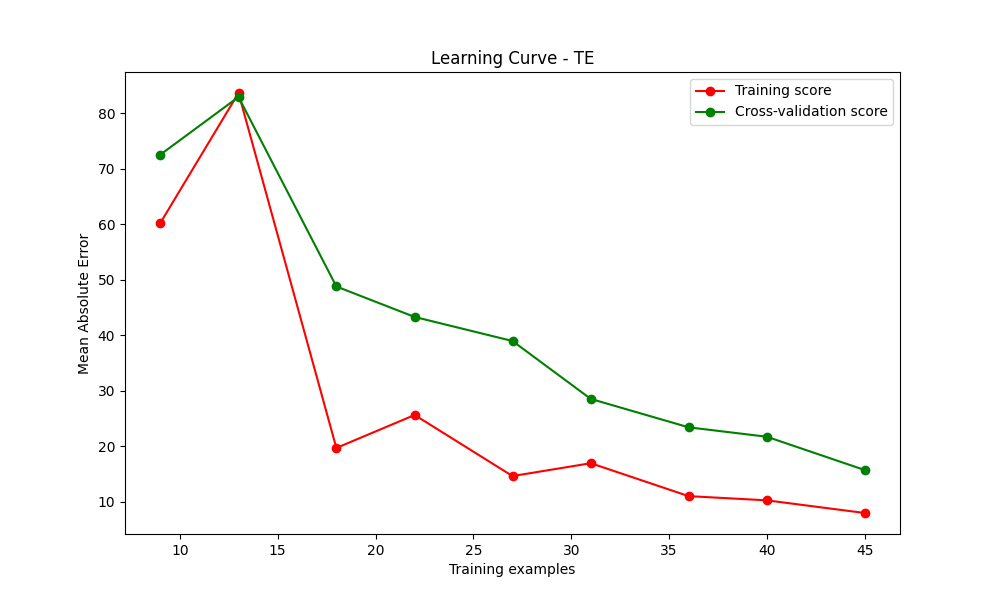 Learning Curve - TE
Training score
Cross-validation score
Mean Absolute Error
80
70
60
50
40
30
20
10
10 15 20 25 30 35 40 45
Training examples